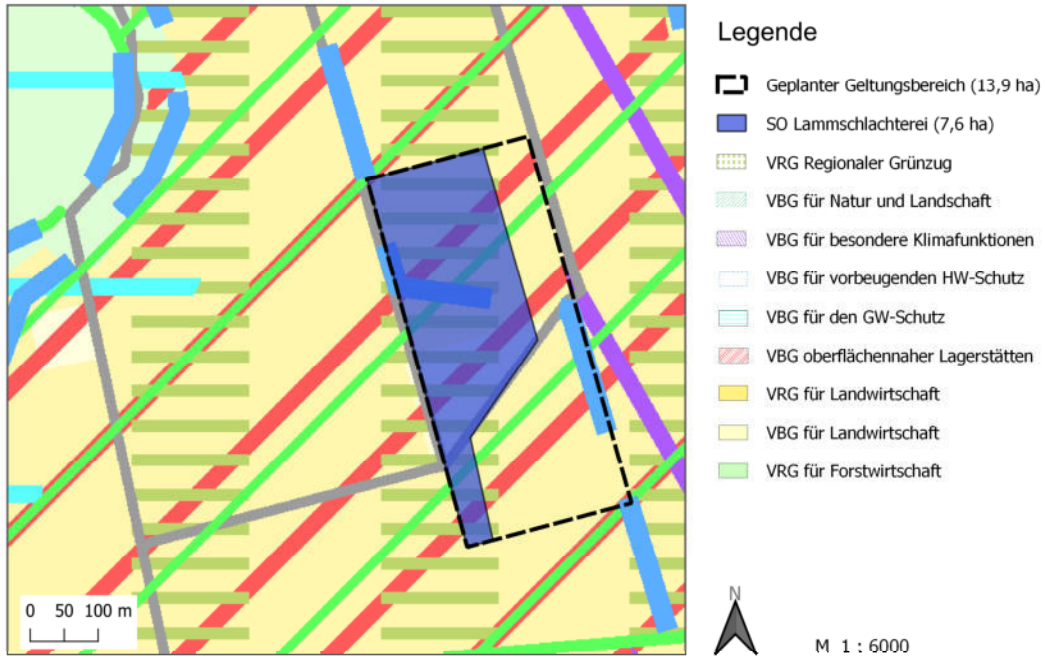 Legende
Geplanter Geltungsbereich (13,9 ha)
SO Lammschlachterei (7,6 ha)
VRG Regionaler Grünzug
VBG für Natur und Landschaft
VBG für besondere Klimafunktionen
VBG für vorbeugenden HW-Schutz
VBG für den GW-Schutz
VBG oberflächennaher Lagerstätten
VRG für Landwirtschaft
VBG für Landwirtschaft
VRG für Forstwirtschaft
0 50 100 m
N
M 1 : 6000